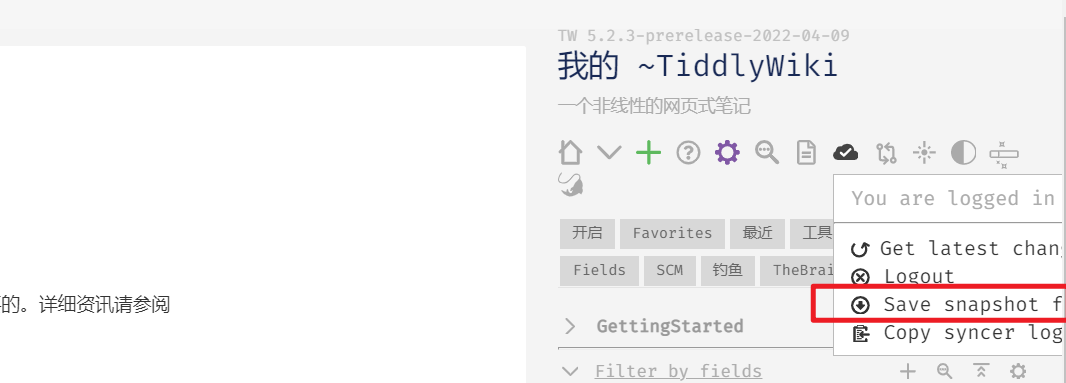 TW 5.2.3-prerelease-2022-04-09
我的 ~TiddlyWiki
一个非线性的网页式笔记
You are logged in
开启 Favorites 最近 工具
Get latest chan
Fields SCM 钓鱼 TheBrai
Logout
的。详细资讯请参阅
Save snapshot f
GettingStarted
Copy syncer log
Filter by fields